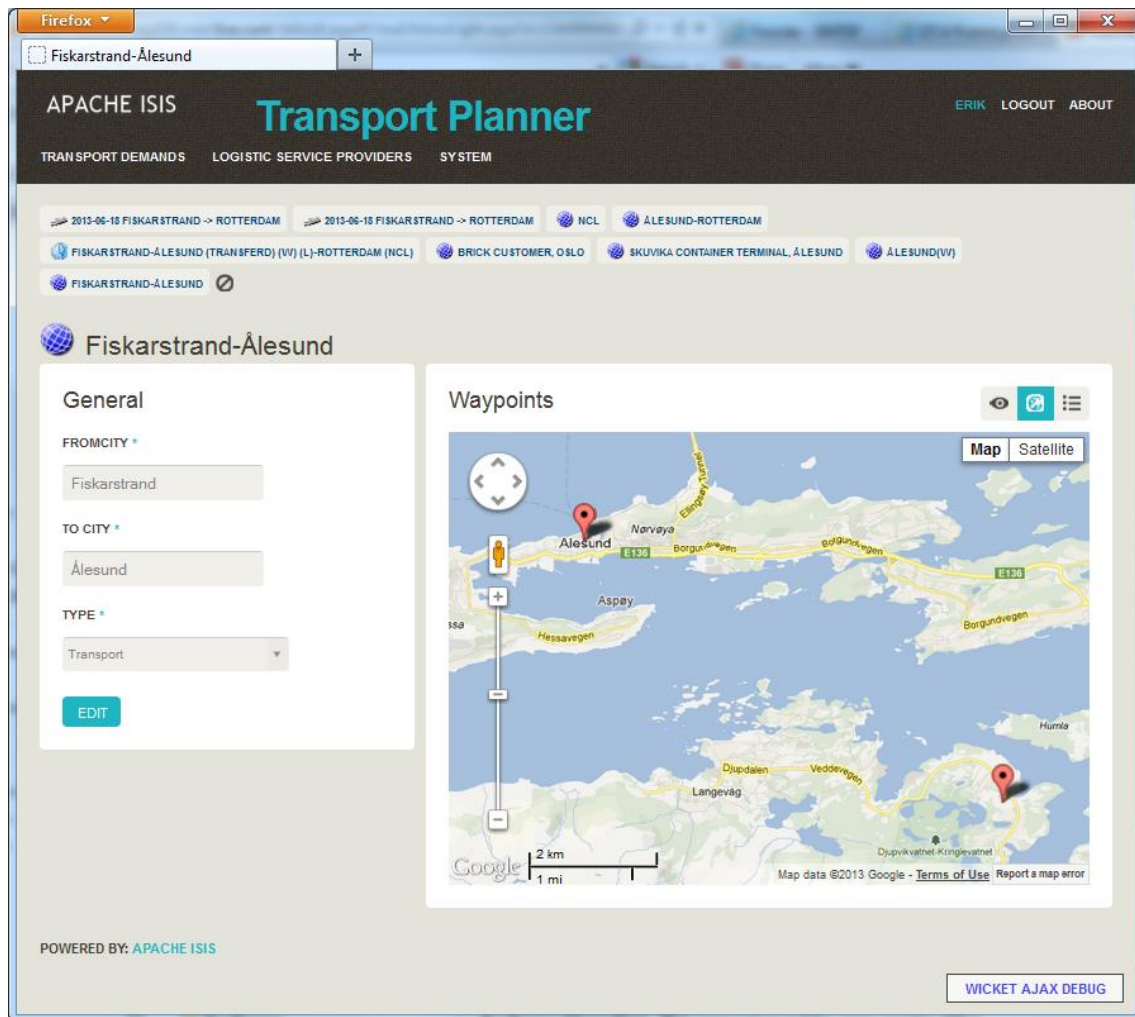 Firefox
Fiskarstrand-Ålesund
APACHE ISIS
Transport Planner
ERIK LOGOUT ABOUT
TRANSPORT DEMANDS LOGISTIC SERVICE PROVIDERS SYSTEM
2013-06-18 FISKARSTRAND -> ROTTERDAM 2013-06-18 FISKARSTRAND -> ROTTERDAM NCL ÅLESUND-ROTTERDAM
FISKARSTRAND-ÅLESUND (TRANSFERD) (W) (L)-ROTTERDAM (NCL) BRICK CUSTOMER, OSLO SKUVIKA CONTAINER TERMINAL, ÅLESUND ÅLESUND(W)
FISKARSTRAND-ÅLESUND
Fiskarstrand-Ålesund
General
FROMCITY *
Fiskarstrand
TO CITY *
Ålesund
TYPE *
Transport
EDIT
Waypoints
Map Satellite
Ellingsøy Tunnel
Nørvøya
Ålesund
E136
Borgundvegen
Borgundvegen
E136
Aspøy
Borgundvegen
ssa
Hessavegen
Humla
Djupdalen
Veddevegen
Langevåg
Djupvikvatnet-Kringlevatnet
Google
2 km
1 mi
Map data ©2013 Google - Terms of Use Report a map error
POWERED BY: APACHE ISIS
WICKET AJAX DEBUG